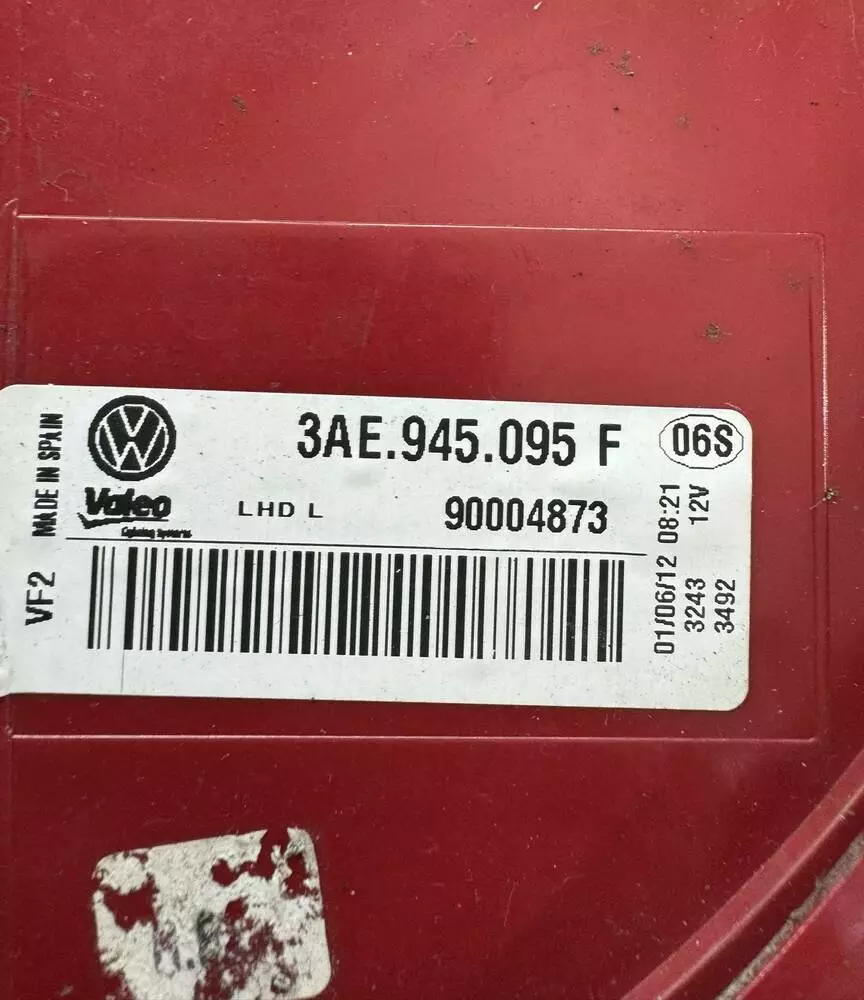 3AE.945.095 F
06S
MADE IN SPAIN
Valeo
LHD L
90004873
VF2
01/06/12 08:21
3243 12V
3492